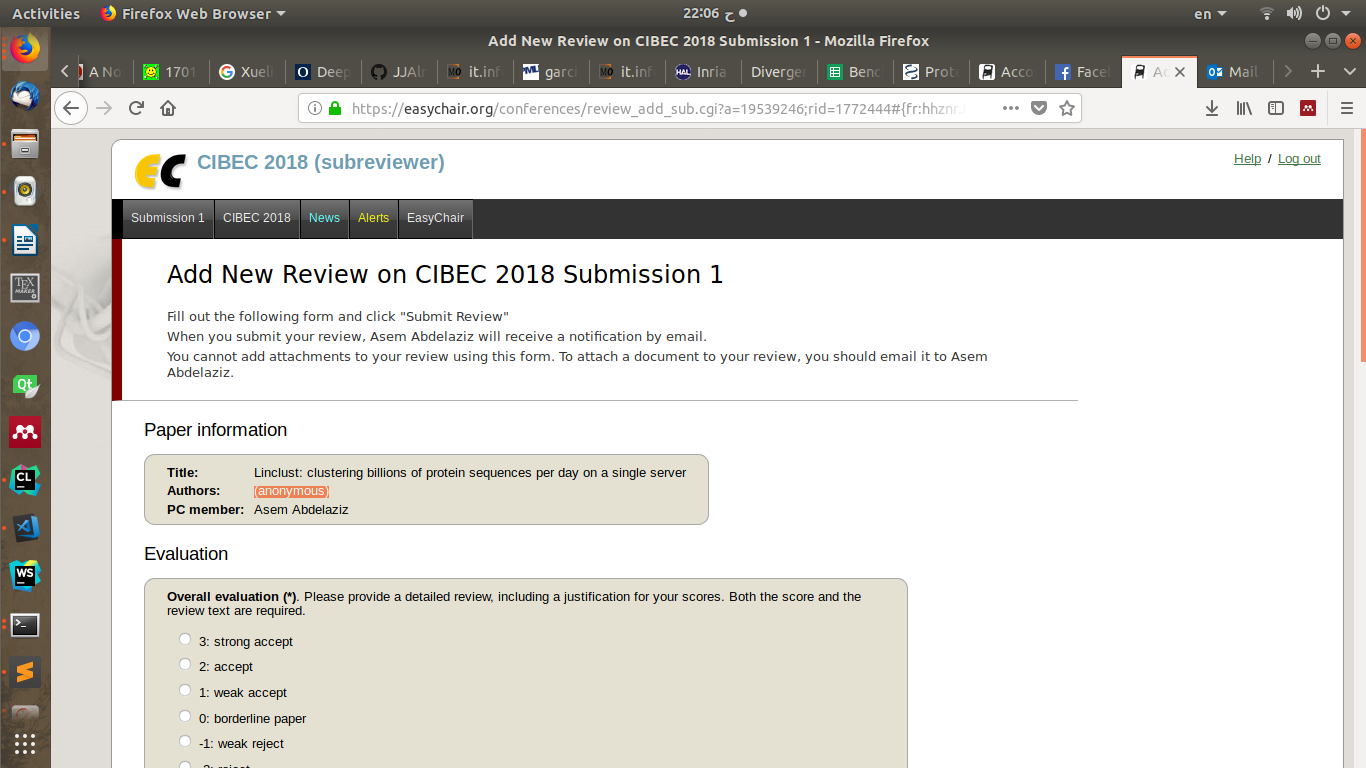 Activities Firefox Web Browser 22:06 ح en
Add New Review on CIBEC 2018 Submission 1 - Mozilla Firefox
A No 1701 Xueli Deep JJAlr it.inf garci it.inf Inria Diverger Benc Prote Acco Facel Ac Mail
https://easychair.org/conferences/review_add_sub.cgi?a=19539246;rid=1772444#{fr:hhznr.
CIBEC 2018 (subreviewer)
Help / Log out
Submission 1 CIBEC 2018 News Alerts EasyChair
Add New Review on CIBEC 2018 Submission 1
Fill out the following form and click "Submit Review"
When you submit your review, Asem Abdelaziz will receive a notification by email.
You cannot add attachments to your review using this form. To attach a document to your review, you should email it to Asem
Abdelaziz.
Paper information
Title: Linclust: clustering billions of protein sequences per day on a single server
Authors: (anonymous)
PC member: Asem Abdelaziz
Evaluation
Overall evaluation (*). Please provide a detailed review, including a justification for your scores. Both the score and the
review text are required.
3: strong accept
2: accept
1: weak accept
0: borderline paper
-1: weak reject